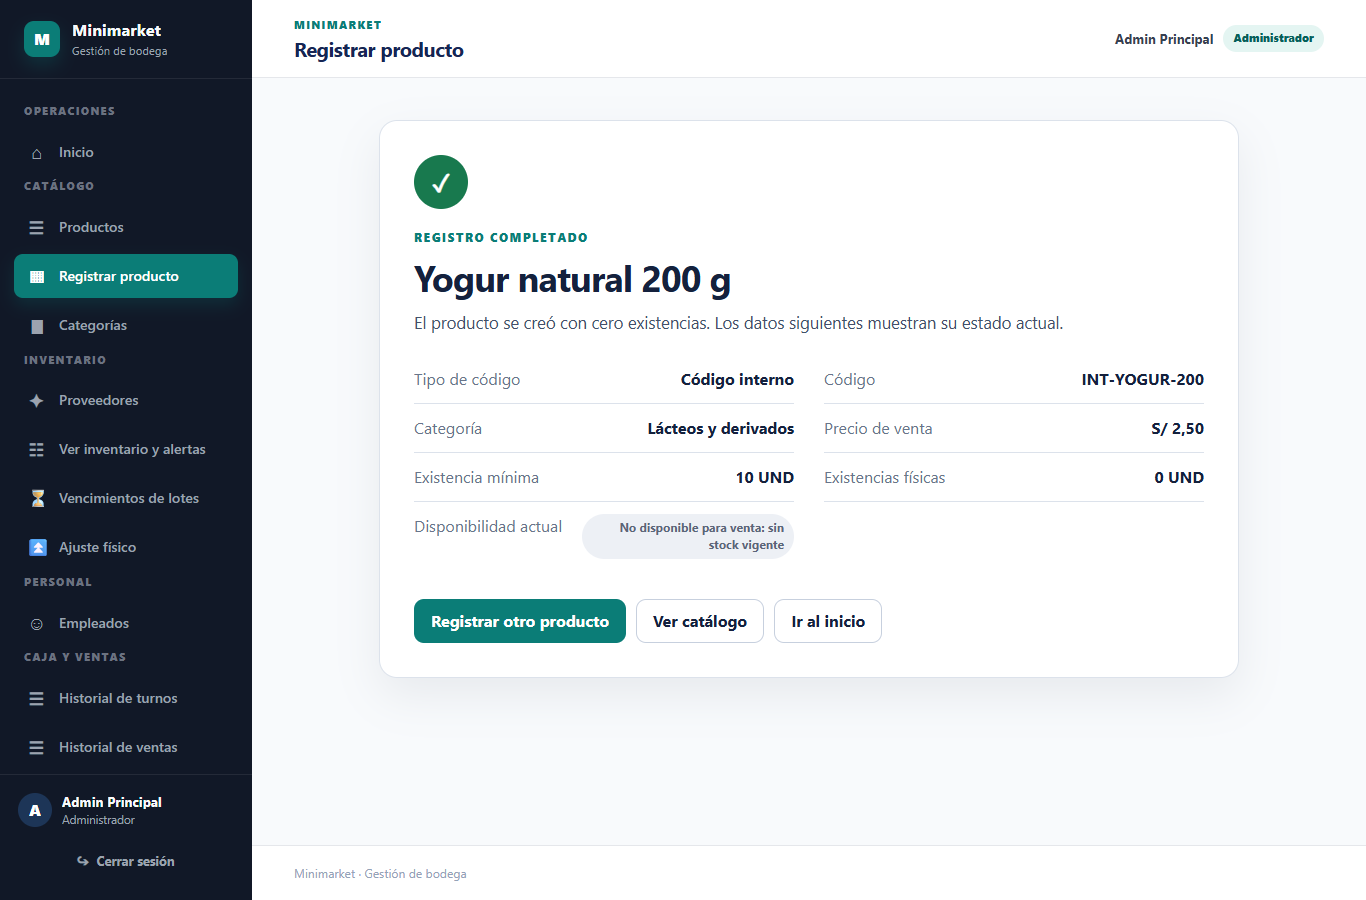 M
Minimarket
Gestión de bodega
OPERACIONES
Inicio
CATÁLOGO
Productos
Registrar producto
Categorías
INVENTARIO
Proveedores
Ver inventario y alertas
Vencimientos de lotes
Ajuste físico
PERSONAL
Empleados
CAJA Y VENTAS
Historial de turnos
Historial de ventas
A
Admin Principal
Administrador
Cerrar sesión
MINIMARKET
Registrar producto
Admin Principal
Administrador
REGISTRO COMPLETADO
Yogur natural 200 g
El producto se creó con cero existencias. Los datos siguientes muestran su estado actual.
Tipo de código Código interno
Código INT-YOGUR-200
Categoría Lácteos y derivados
Precio de venta S/ 2,50
Existencia mínima 10 UND
Existencias físicas 0 UND
Disponibilidad actual No disponible para venta: sin
stock vigente
Registrar otro producto
Ver catálogo
Ir al inicio
Minimarket · Gestión de bodega